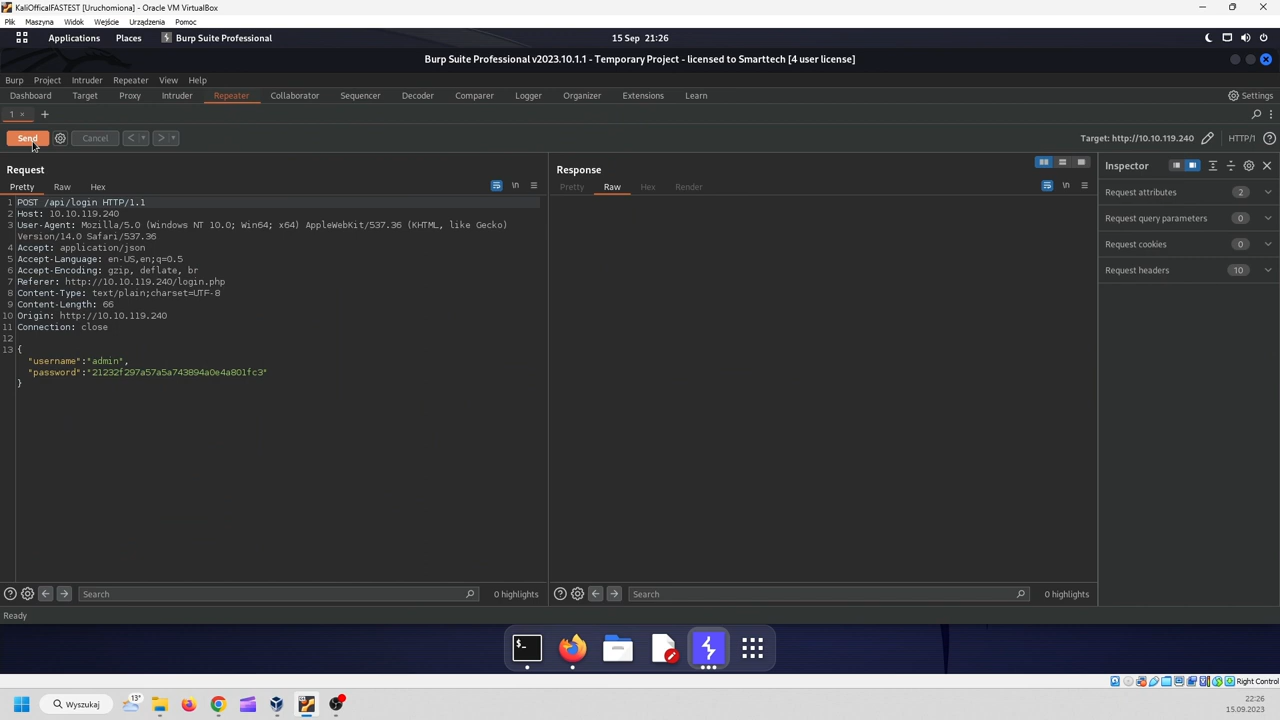 KaliOfficalFASTEST [Uruchomiona] - Oracle VM VirtualBox
Plik Maszyna Widok Wejście Urządzenia Pomoc
Applications Places Burp Suite Professional 15 Sep 21:26
Burp Suite Professional v2023.10.1.1 - Temporary Project - licensed to Smarttech [4 user license]
Burp Project Intruder Repeater View Help
Dashboard Target Proxy Intruder Repeater Collaborator Sequencer Decoder Comparer Logger Organizer Extensions Learn Settings
1 × +
Send Cancel < > Target: http://10.10.119.240 HTTP/1
Request
Pretty Raw Hex \n
1 POST /api/login HTTP/1.1
2 Host: 10.10.119.240
3 User-Agent: Mozilla/5.0 (Windows NT 10.0; Win64; x64) AppleWebKit/537.36 (KHTML, like Gecko)
Version/14.0 Safari/537.36
4 Accept: application/json
5 Accept-Language: en-US,en;q=0.5
6 Accept-Encoding: gzip, deflate, br
7 Referer: http://10.10.119.240/login.php
8 Content-Type: text/plain;charset=UTF-8
9 Content-Length: 66
10 Origin: http://10.10.119.240
11 Connection: close
12
13 {
"username":"admin",
"password":"21232f297a57a5a743894a0e4a801fc3"
}
Response
Pretty Raw Hex Render \n
Inspector
Request attributes 2
Request query parameters 0
Request cookies 0
Request headers 10
Search 0 highlights
Search 0 highlights
Ready
Right Control
13°
Wyszukaj
22:26
15.09.2023